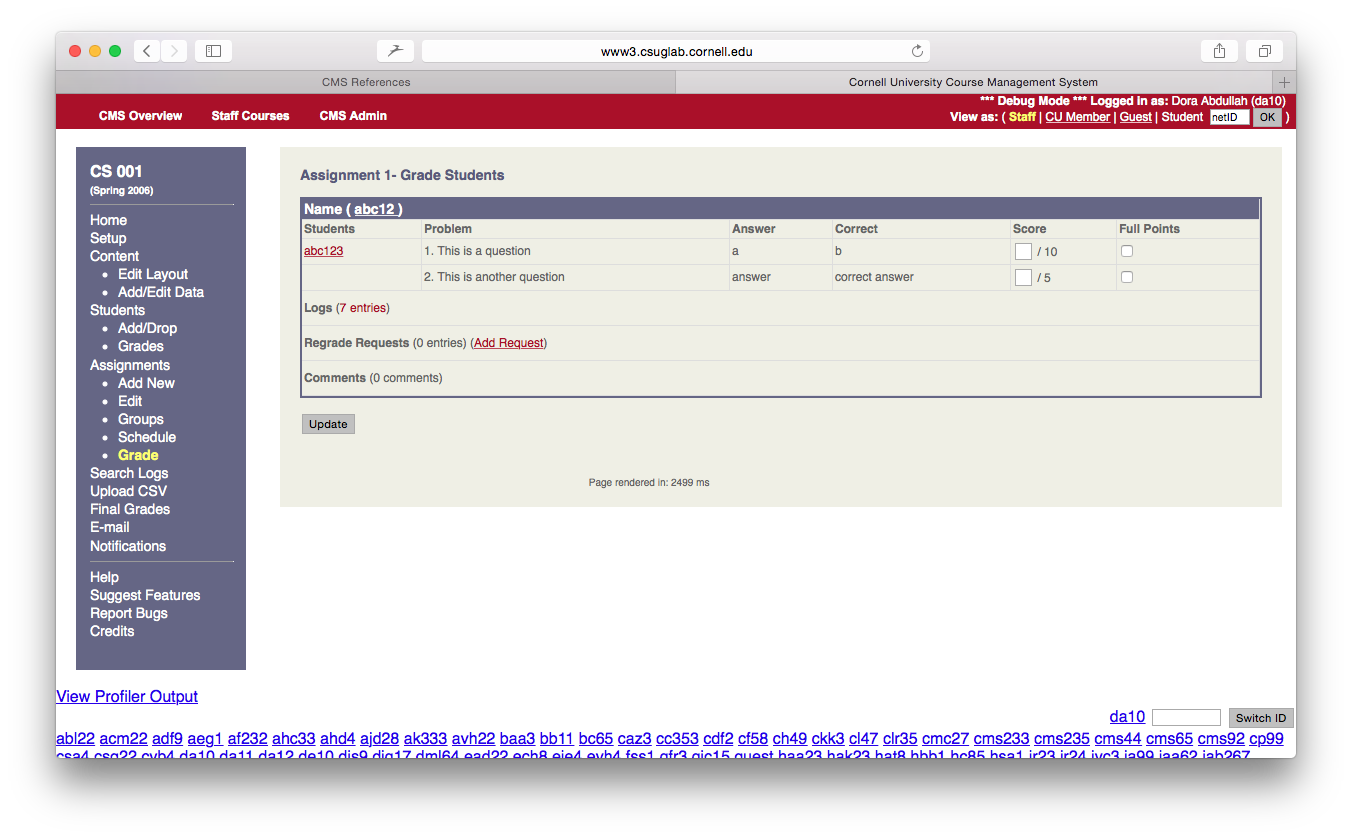 www3.csuglab.cornell.edu
CMS References
Cornell University Course Management System
*** Debug Mode *** Logged In as: Dora Abdullah (da10)
CMS Overview Staff Courses CMS Admin
View as: ( Staff | CU Member | Guest | Student netID OK )
CS 001
(Spring 2006)
Home
Setup
Content
• Edit Layout
• Add/Edit Data
Students
• Add/Drop
• Grades
Assignments
• Add New
• Edit
• Groups
• Schedule
• Grade
Search Logs
Upload CSV
Final Grades
E-mail
Notifications
Help
Suggest Features
Report Bugs
Credits
Assignment 1- Grade Students
Name ( abc12 )
Students Problem Answer Correct Score Full Points
abc123 1. This is a question a b / 10
2. This is another question answer correct answer / 5
Logs (7 entries)
Regrade Requests (0 entries) (Add Request)
Comments (0 comments)
Update
Page rendered in: 2499 ms
View Profiler Output
da10 Switch ID
abl22 acm22 adf9 aeg1 af232 ahc33 ahd4 ajd28 ak333 avh22 baa3 bb11 bc65 caz3 cc353 cdf2 cf58 ch49 ckk3 cl47 clr35 cmc27 cms233 cms235 cms44 cms65 cms92 cp99